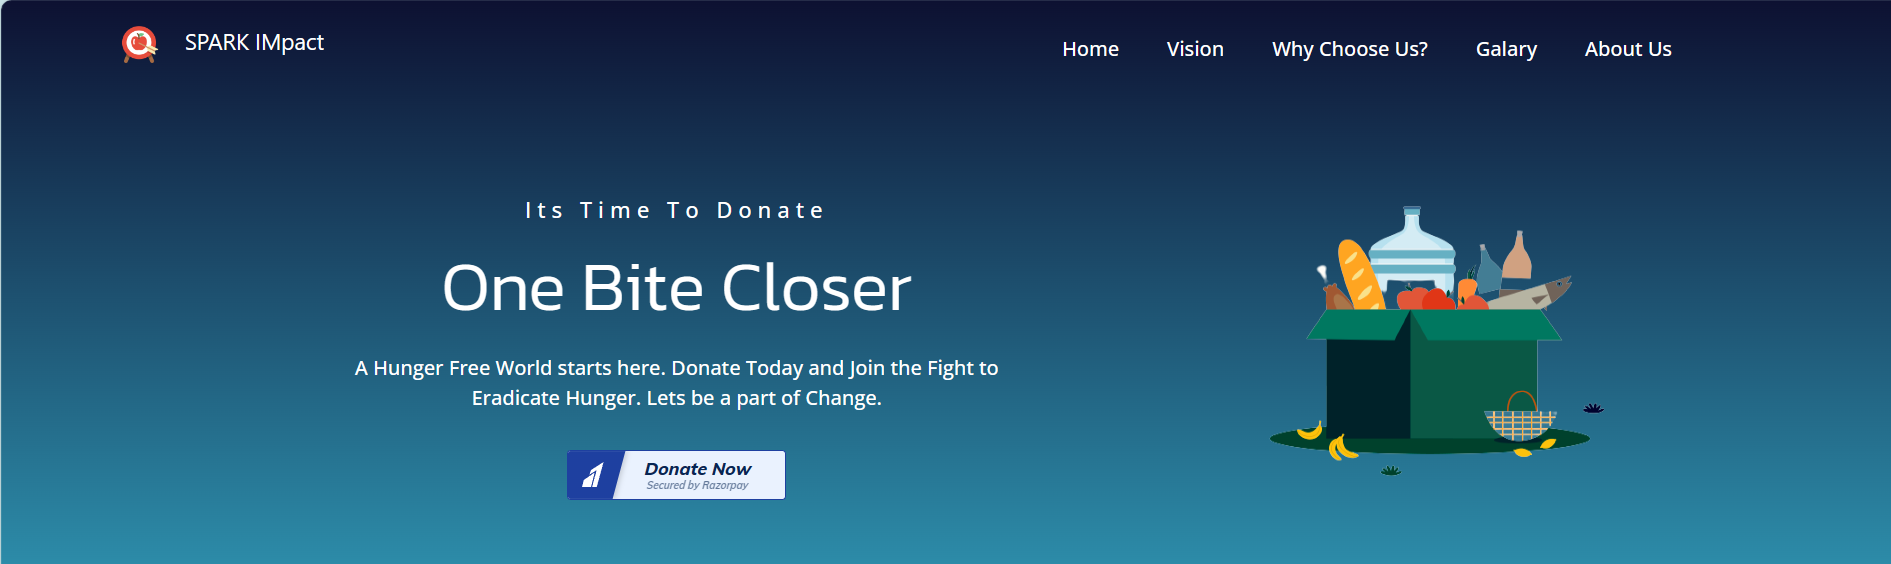 SPARK IMpact
Home Vision Why Choose Us? Galary About Us
Its Time To Donate
One Bite Closer
A Hunger Free World starts here. Donate Today and Join the Fight to
Eradicate Hunger. Lets be a part of Change.
Donate Now
Secured by Razorpay